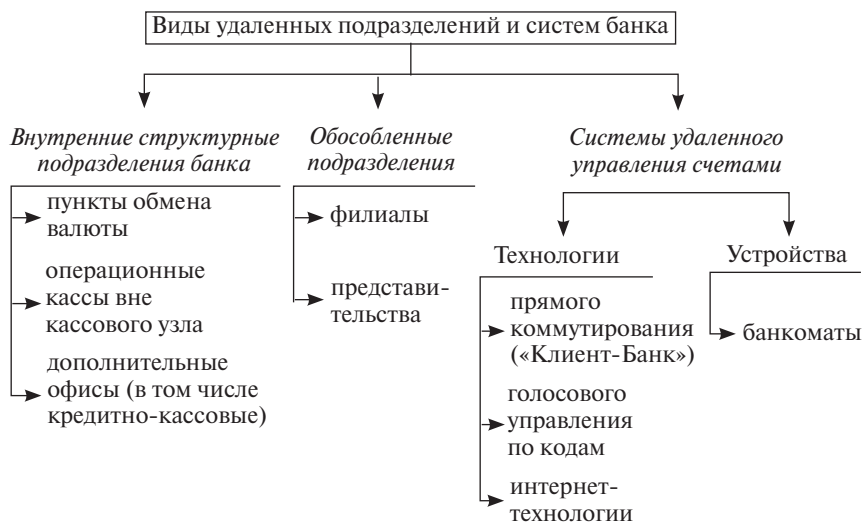 Виды удаленных подразделений и систем банка
Внутренние структурные
подразделения банка
пункты обмена
валюты
операционные
кассы вне
кассового узла
дополнительные
офисы (в том числе
кредитно-кассовые)
Обособленные
подразделения
филиалы
представи-
тельства
Системы удаленного
управления счетами
Технологии
прямого
коммутирования
(«Клиент-Банк»)
голосового
управления
по кодам
интернет-
технологии
Устройства
банкоматы